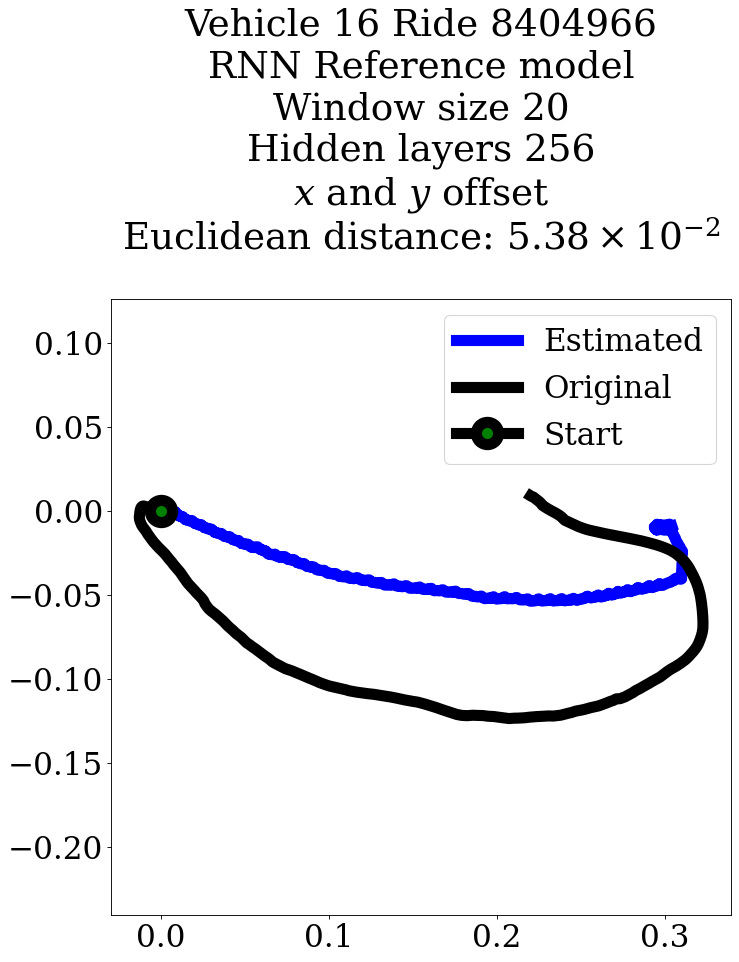 Vehicle 16 Ride 8404966
RNN Reference model
Window size 20
Hidden layers 256
x and y offset
Euclidean distance: 5.38 × 10⁻²
Estimated
Original
Start
0.10
0.05
0.00
−0.05
−0.10
−0.15
−0.20
0.0 0.1 0.2 0.3